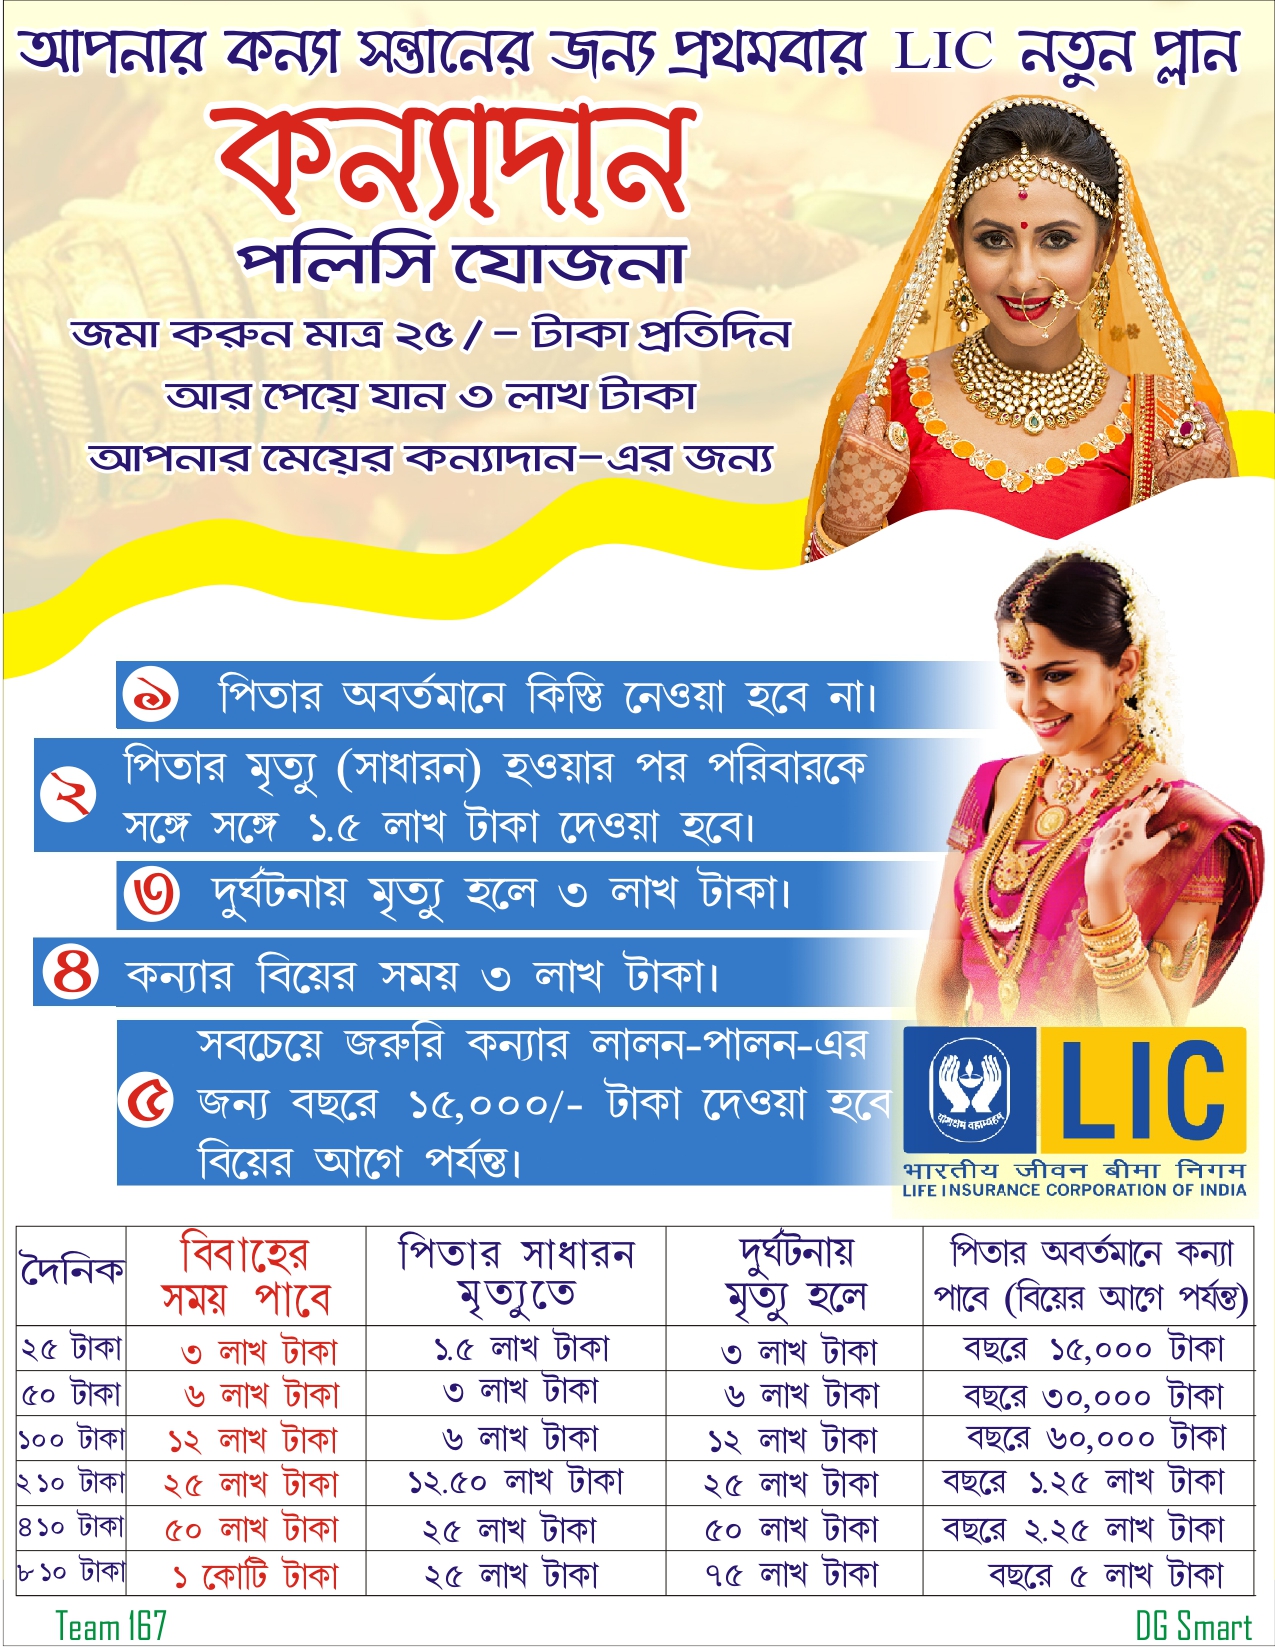 আপনার কন্যা সন্তানের জন্য প্রথমবার LIC নতুন প্লান
কন্যাদান
পলিসি যোজনা
জমা করুন মাত্র ২৫/- টাকা প্রতিদিন
আর পেয়ে যান ৩ লাখ টাকা
আপনার মেয়ের কন্যাদান-এর জন্য
১ পিতার অবর্তমানে কিস্তি নেওয়া হবে না।
২ পিতার মৃত্যু (সাধারন) হওয়ার পর পরিবারকে
সঙ্গে সঙ্গে ১.৫ লাখ টাকা দেওয়া হবে।
৩ দুর্ঘটনায় মৃত্যু হলে ৩ লাখ টাকা।
৪ কন্যার বিয়ের সময় ৩ লাখ টাকা।
৫ সবচেয়ে জরুরি কন্যার লালন-পালন-এর
জন্য বছরে ১৫,০০০/- টাকা দেওয়া হবে
বিয়ের আগে পর্যন্ত।
LIC
योगक्षेमं वहाम्यहम्
भारतीय जीवन बीमा निगम
LIFE INSURANCE CORPORATION OF INDIA
দৈনিক বিবাহের সময় পাবে পিতার সাধারন মৃত্যুতে দুর্ঘটনায় মৃত্যু হলে পিতার অবর্তমানে কন্যা পাবে (বিয়ের আগে পর্যন্ত)
২৫ টাকা ৩ লাখ টাকা ১.৫ লাখ টাকা ৩ লাখ টাকা বছরে ১৫,০০০ টাকা
৫০ টাকা ৬ লাখ টাকা ৩ লাখ টাকা ৬ লাখ টাকা বছরে ৩০,০০০ টাকা
১০০ টাকা ১২ লাখ টাকা ৬ লাখ টাকা ১২ লাখ টাকা বছরে ৬০,০০০ টাকা
২১০ টাকা ২৫ লাখ টাকা ১২.৫০ লাখ টাকা ২৫ লাখ টাকা বছরে ১.২৫ লাখ টাকা
৪১০ টাকা ৫০ লাখ টাকা ২৫ লাখ টাকা ৫০ লাখ টাকা বছরে ২.২৫ লাখ টাকা
৮১০ টাকা ১ কোটি টাকা ২৫ লাখ টাকা ৭৫ লাখ টাকা বছরে ৫ লাখ টাকা
Team 167 DG Smart